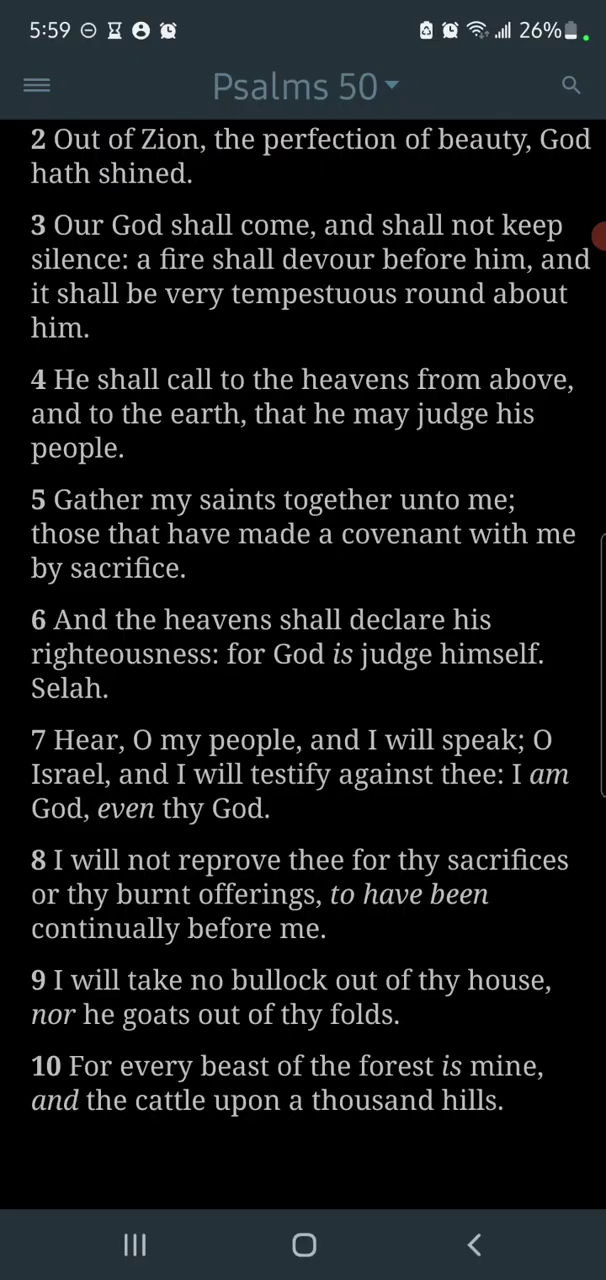 5:59 26%
Psalms 50
2 Out of Zion, the perfection of beauty, God
hath shined.
3 Our God shall come, and shall not keep
silence: a fire shall devour before him, and
it shall be very tempestuous round about
him.
4 He shall call to the heavens from above,
and to the earth, that he may judge his
people.
5 Gather my saints together unto me;
those that have made a covenant with me
by sacrifice.
6 And the heavens shall declare his
righteousness: for God is judge himself.
Selah.
7 Hear, O my people, and I will speak; O
Israel, and I will testify against thee: I am
God, even thy God.
8 I will not reprove thee for thy sacrifices
or thy burnt offerings, to have been
continually before me.
9 I will take no bullock out of thy house,
nor he goats out of thy folds.
10 For every beast of the forest is mine,
and the cattle upon a thousand hills.